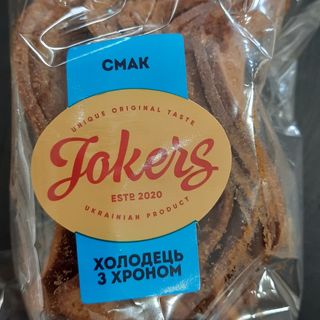 СМАК
UNIQUE ORIGINAL TASTE
Jokers
ESTD 2020
UKRAINIAN PRODUCT
ХОЛОДЕЦЬ
З ХРОНОМ